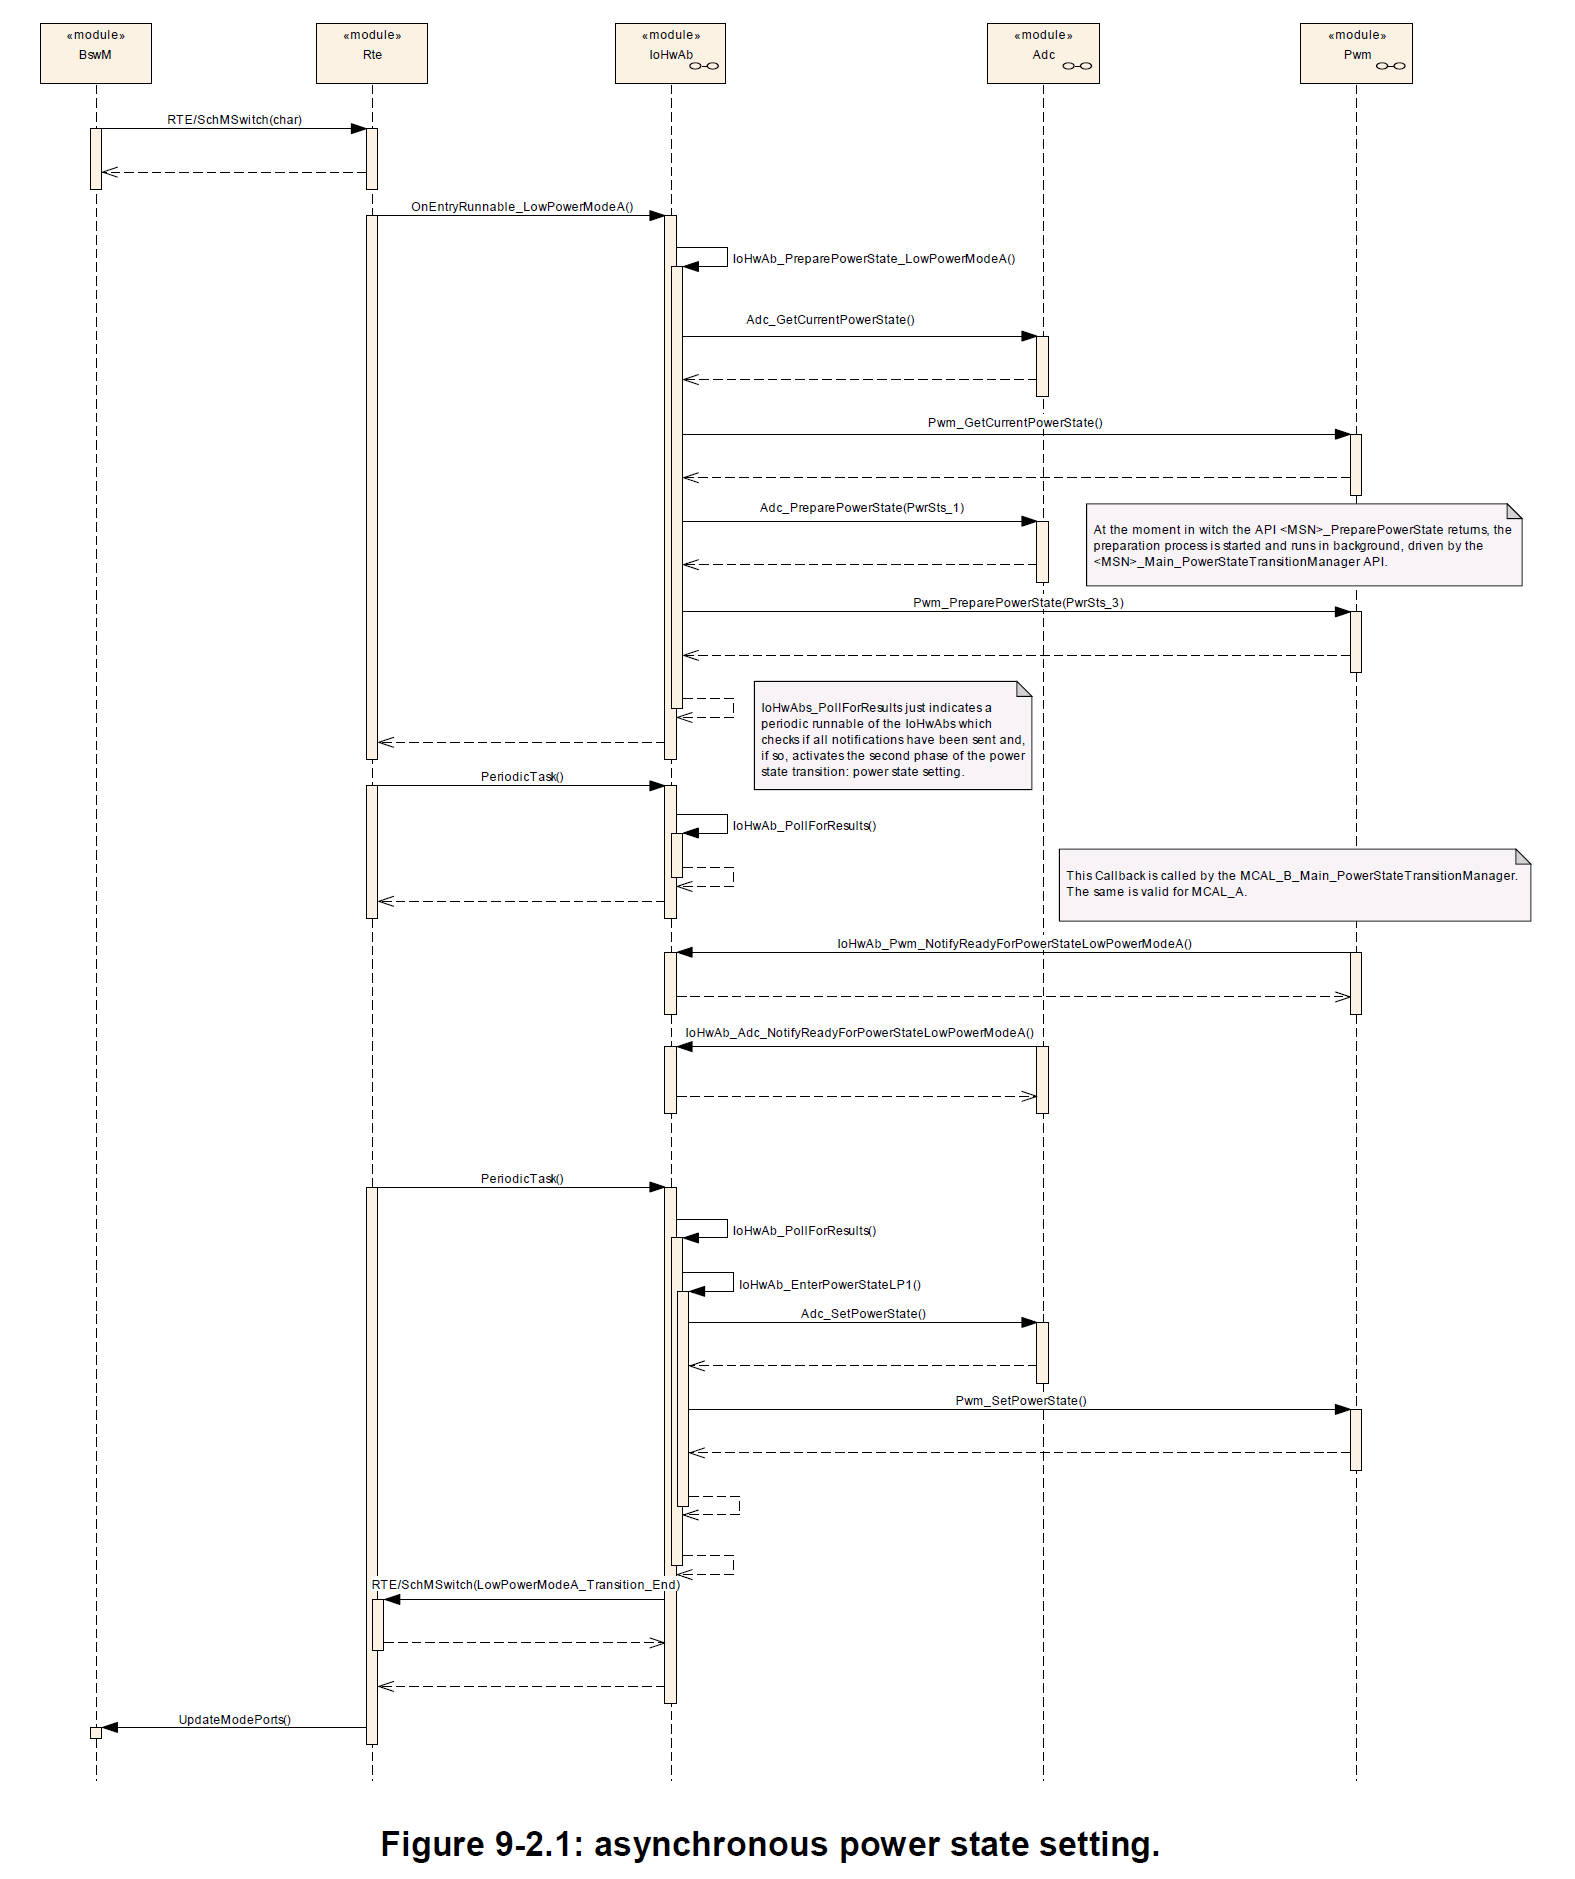 «module»
BswM
«module»
Rte
«module»
IoHwAb
«module»
Adc
«module»
Pwm
RTE/SchMSwitch(char)
OnEntryRunnable_LowPowerModeA()
IoHwAb_PreparePowerState_LowPowerModeA()
Adc_GetCurrentPowerState()
Pwm_GetCurrentPowerState()
Adc_PreparePowerState(PwrSts_1)
At the moment in witch the API <MSN>_PreparePowerState returns, the
preparation process is started and runs in background, driven by the
<MSN>_Main_PowerStateTransitionManager API.
Pwm_PreparePowerState(PwrSts_3)
IoHwAbs_PollForResults just indicates a
periodic runnable of the IoHwAbs which
checks if all notifications have been sent and,
if so, activates the second phase of the power
state transition: power state setting.
PeriodicTask()
IoHwAb_PollForResults()
This Callback is called by the MCAL_B_Main_PowerStateTransitionManager.
The same is valid for MCAL_A.
IoHwAb_Pwm_NotifyReadyForPowerStateLowPowerModeA()
IoHwAb_Adc_NotifyReadyForPowerStateLowPowerModeA()
PeriodicTask()
IoHwAb_PollForResults()
IoHwAb_EnterPowerStateLP1()
Adc_SetPowerState()
Pwm_SetPowerState()
RTE/SchMSwitch(LowPowerModeA_Transition_End)
UpdateModePorts()
Figure 9-2.1: asynchronous power state setting.